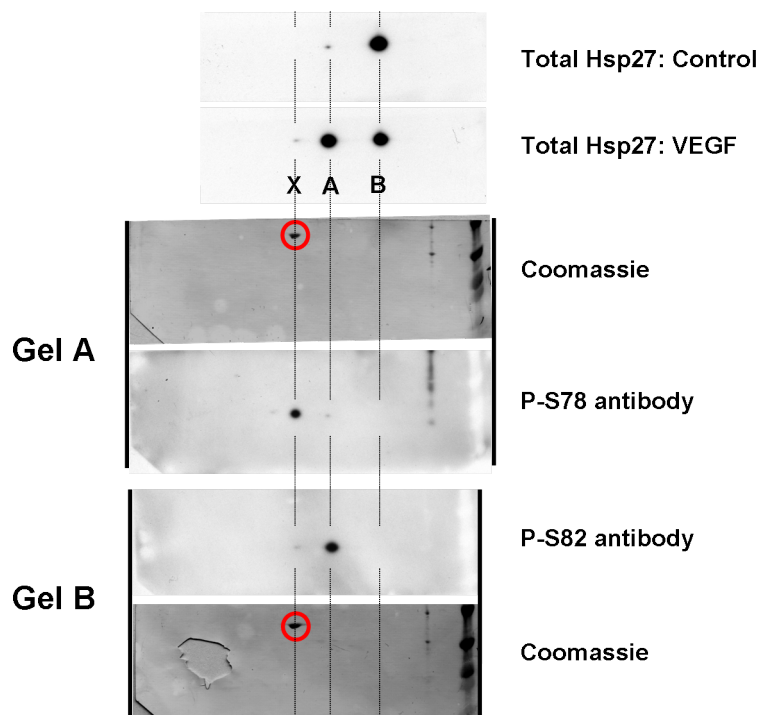 Total Hsp27: Control
Total Hsp27: VEGF
X A B
Coomassie
Gel A
P-S78 antibody
P-S82 antibody
Gel B
Coomassie